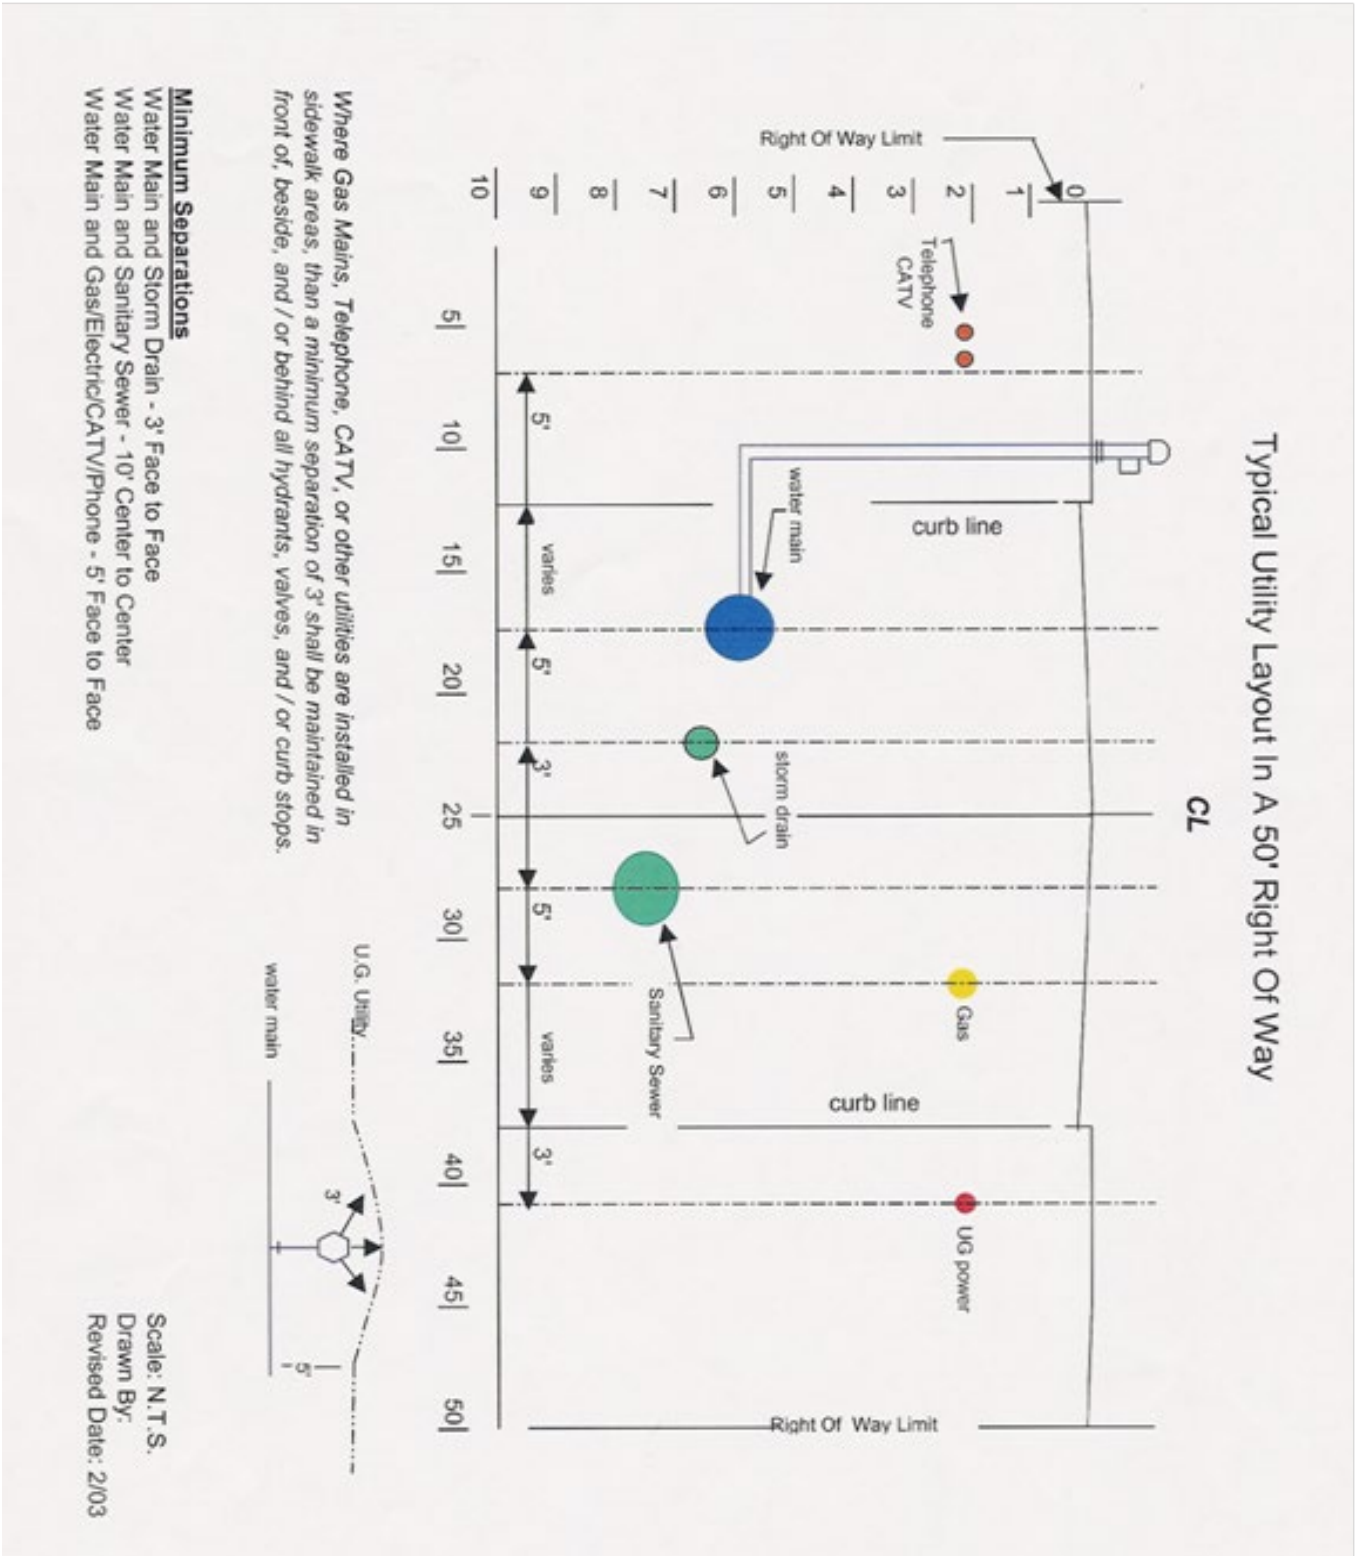 Typical Utility Layout In A 50' Right Of Way
CL
Right Of Way Limit
0
1
2
3
4
5
6
7
8
9
10
Telephone
CATV
curb line
water main
storm drain
Sanitary Sewer
Gas
curb line
UG power
Right Of Way Limit
5'
varies
5'
3'
5'
varies
3'
5|
10|
15|
20|
25
30|
35|
40|
45|
50|
Where Gas Mains, Telephone, CATV, or other utilities are installed in
sidewalk areas, than a minimum separation of 3' shall be maintained in
front of, beside, and / or behind all hydrants, valves, and / or curb stops.
U.G. Utility
water main
3'
5'
Minimum Separations
Water Main and Storm Drain - 3' Face to Face
Water Main and Sanitary Sewer - 10' Center to Center
Water Main and Gas/Electric/CATV/Phone - 5' Face to Face
Scale: N.T.S.
Drawn By:
Revised Date: 2/03